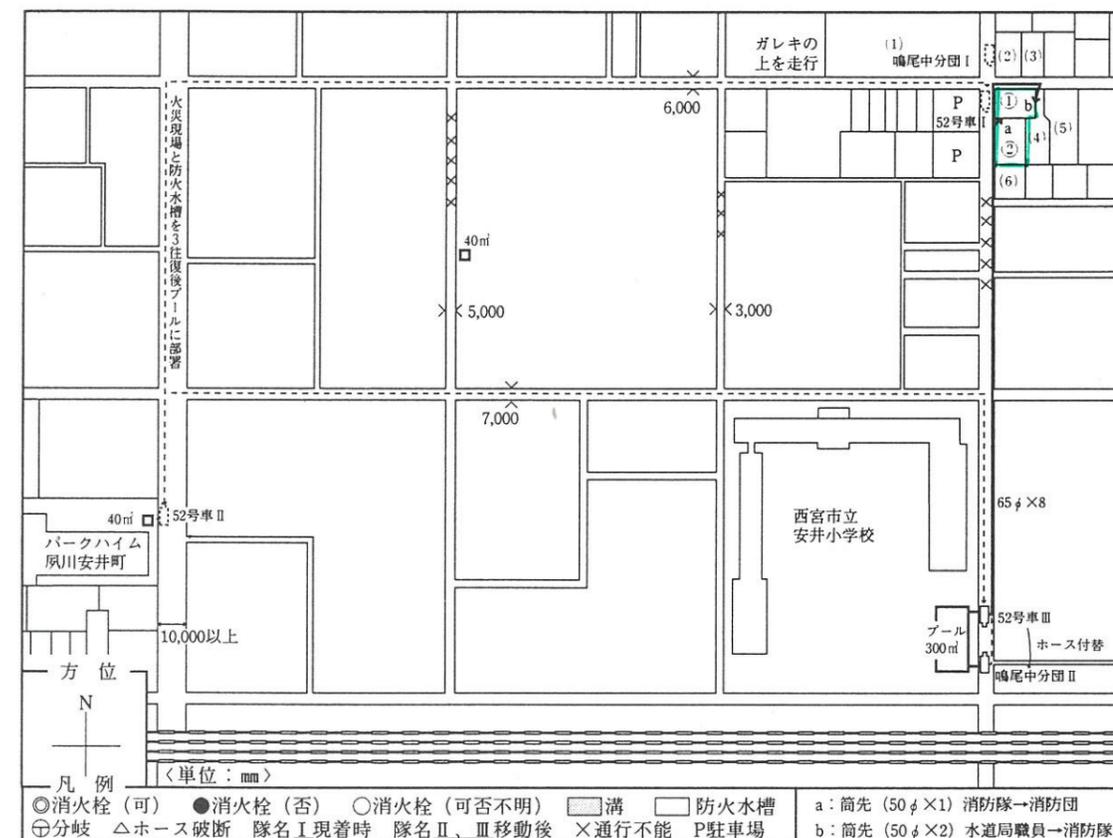 ガレキの
上を走行
(1)
鳴尾中分団Ⅰ
(2)
(3)
6,000
P
52号車Ⅰ
P
①
b
a
②
(4)
(5)
(6)
火災現場と防火水槽を3往復後プールに部署
40㎥
5,000
3,000
7,000
40㎥
52号車Ⅱ
パークハイム
夙川安井町
西宮市立
安井小学校
65φ×8
10,000以上
プール
300㎥
52号車Ⅲ
ホース付替
鳴尾中分団Ⅱ
方 位
N
凡 例
〈単位:㎜〉
◎消火栓(可) ●消火栓(否) ○消火栓(可否不明) 溝 防火水槽
分岐 △ホース破断 隊名Ⅰ現着時 隊名Ⅱ、Ⅲ移動後 ×通行不能 P駐車場
a:筒先(50φ×1)消防隊→消防団
b:筒先(50φ×2)水道局職員→消防隊